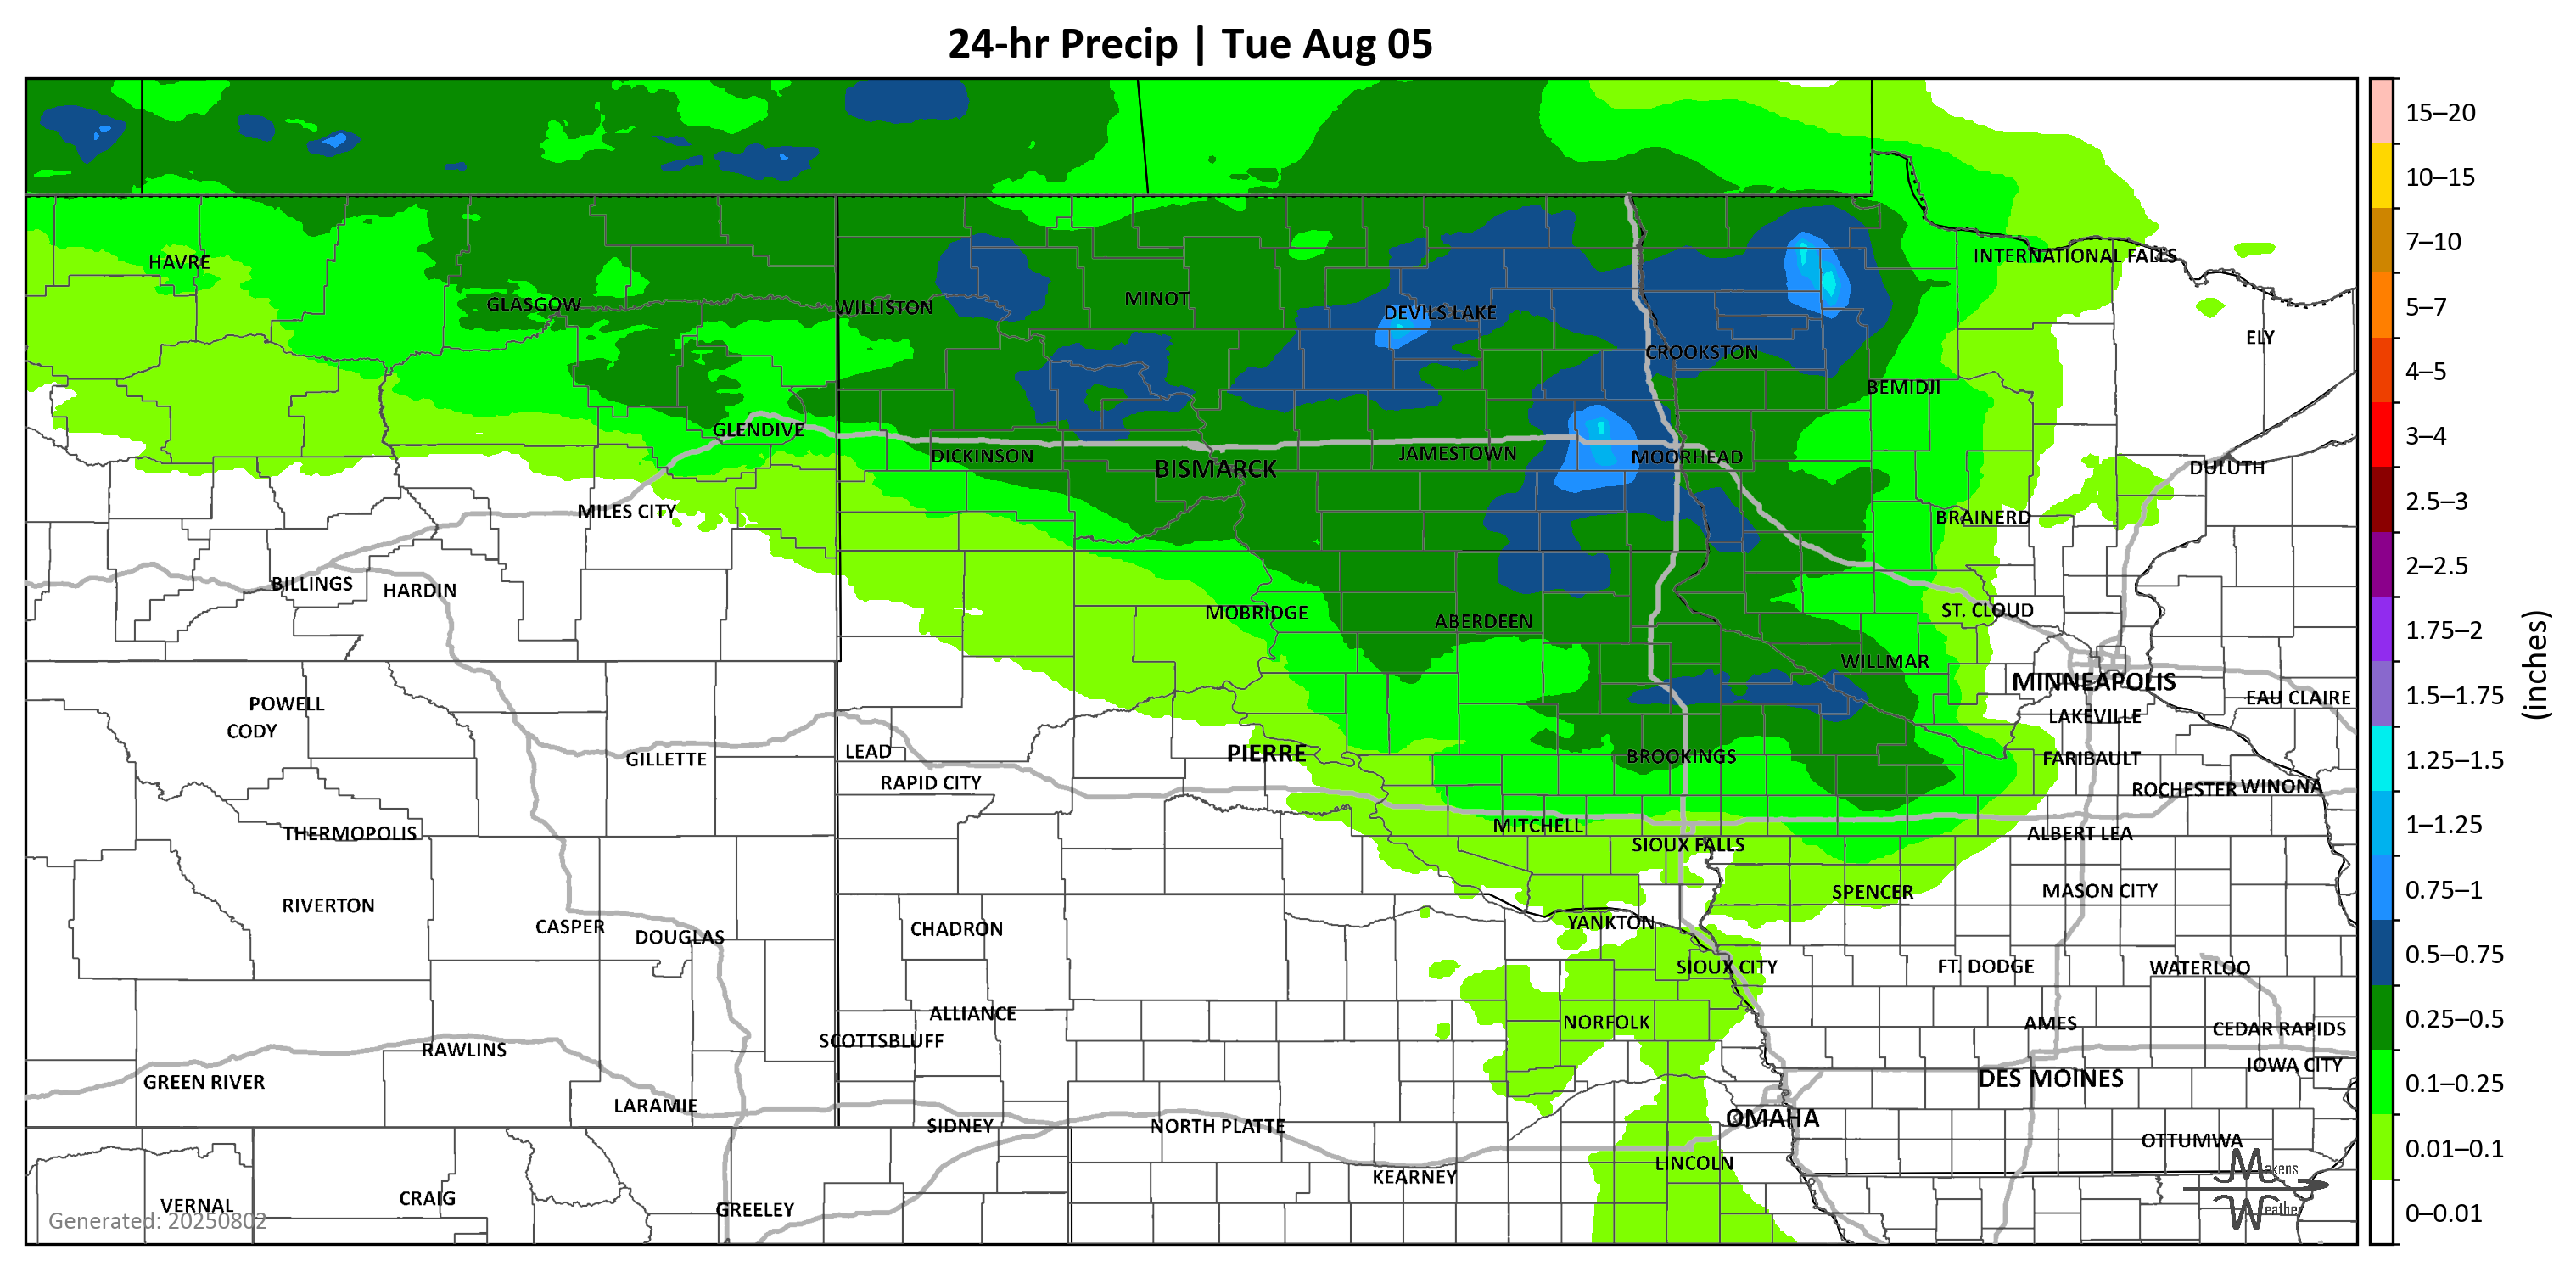 24-hr Precip | Tue Aug 05
15–20
10–15
7–10
5–7
4–5
3–4
2.5–3
2–2.5
1.75–2
1.5–1.75
1.25–1.5
1–1.25
0.75–1
0.5–0.75
0.25–0.5
0.1–0.25
0.01–0.1
0–0.01
(inches)
HAVRE
INTERNATIONAL FALLS
GLASGOW
WILLISTON
MINOT
DEVILS LAKE
ELY
CROOKSTON
BEMIDJI
GLENDIVE
DICKINSON
BISMARCK
JAMESTOWN
MOORHEAD
DULUTH
MILES CITY
BRAINERD
BILLINGS
HARDIN
MOBRIDGE
ABERDEEN
ST. CLOUD
WILLMAR
MINNEAPOLIS
EAU CLAIRE
POWELL
CODY
LAKEVILLE
GILLETTE
LEAD
PIERRE
BROOKINGS
FARIBAULT
RAPID CITY
ROCHESTER
WINONA
THERMOPOLIS
MITCHELL
SIOUX FALLS
ALBERT LEA
RIVERTON
SPENCER
MASON CITY
CASPER
DOUGLAS
CHADRON
YANKTON
SIOUX CITY
FT. DODGE
WATERLOO
ALLIANCE
SCOTTSBLUFF
NORFOLK
AMES
CEDAR RAPIDS
RAWLINS
GREEN RIVER
IOWA CITY
DES MOINES
LARAMIE
SIDNEY
NORTH PLATTE
OMAHA
OTTUMWA
LINCOLN
KEARNEY
VERNAL
CRAIG
GREELEY
Generated: 20250802
Makens
Weather